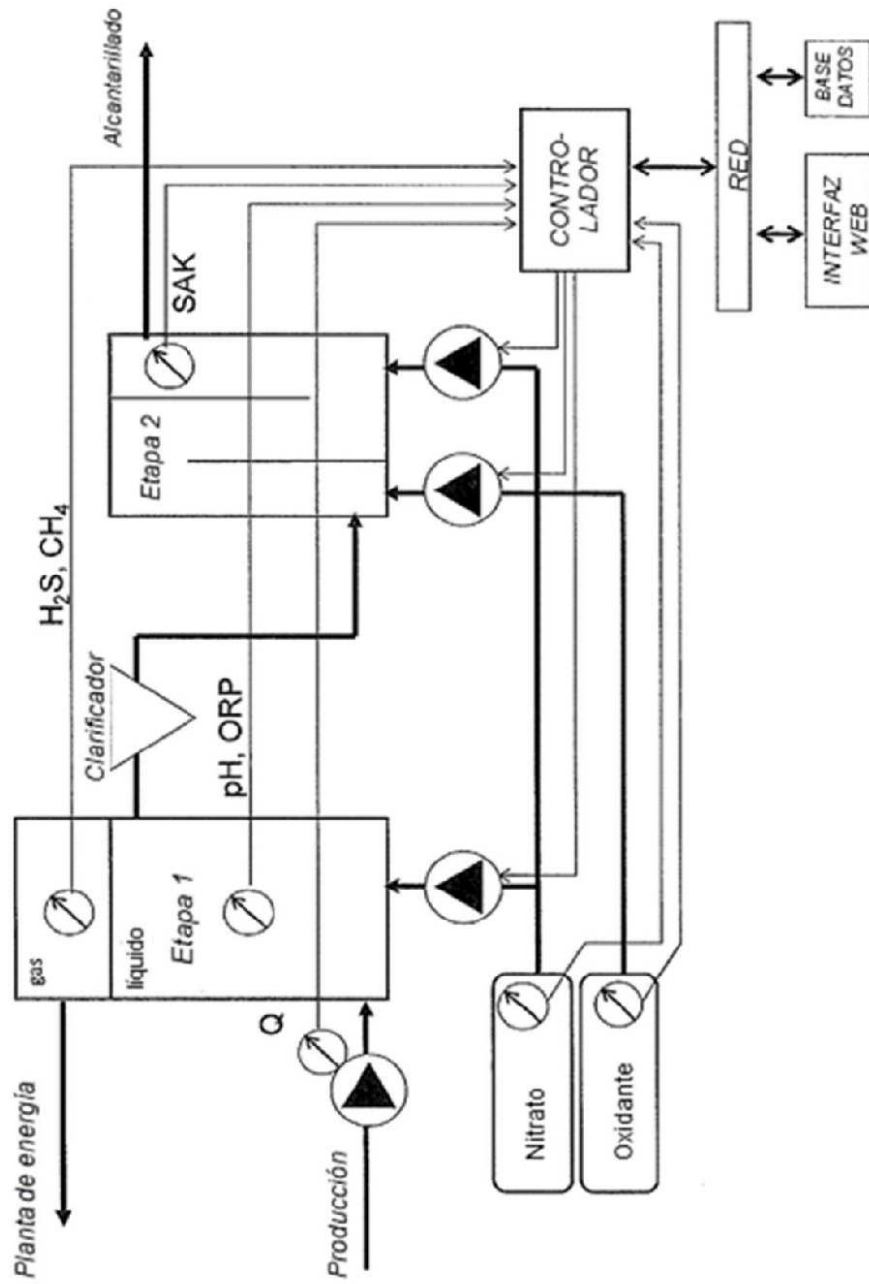 Planta de energía
Producción
gas
líquido
Etapa 1
Q
Clarificador
pH, ORP
H₂S, CH₄
Etapa 2
SAK
Alcantarillado
Nitrato
Oxidante
CONTRO-
LADOR
RED
INTERFAZ
WEB
BASE
DATOS